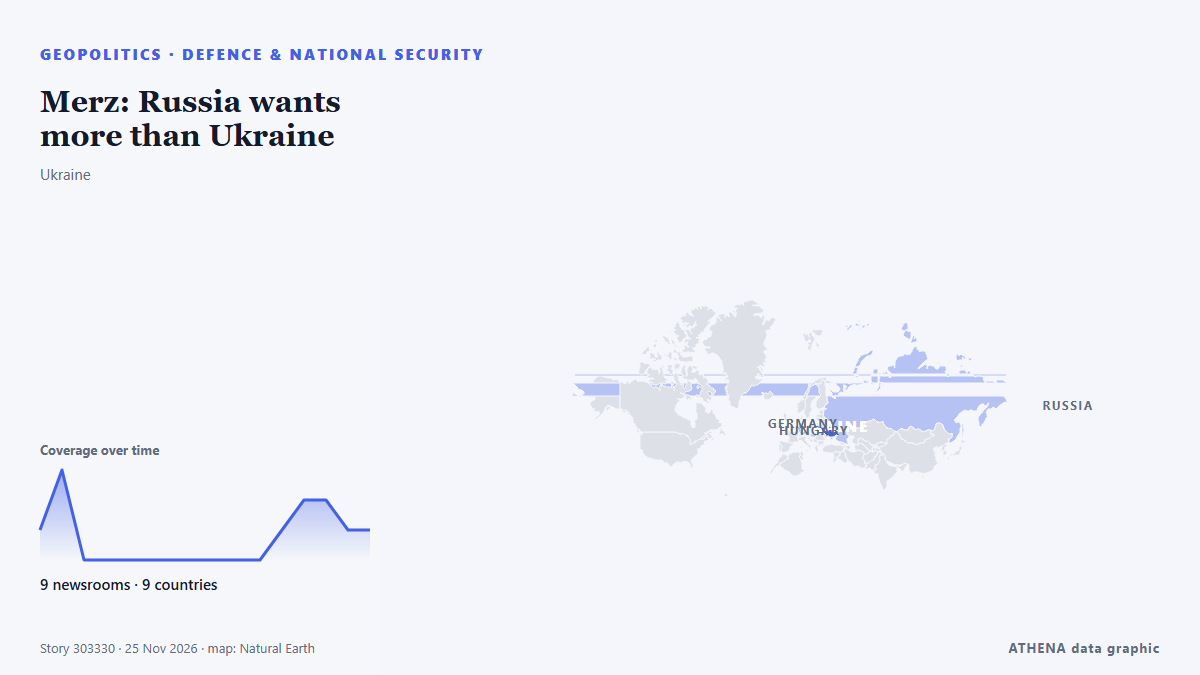 GEOPOLITICS · DEFENCE & NATIONAL SECURITY
Merz: Russia wants
more than Ukraine
Ukraine
RUSSIA
GERMANY
HUNGARY
Coverage over time
9 newsrooms · 9 countries
Story 303330 · 25 Nov 2026 · map: Natural Earth
ATHENA data graphic